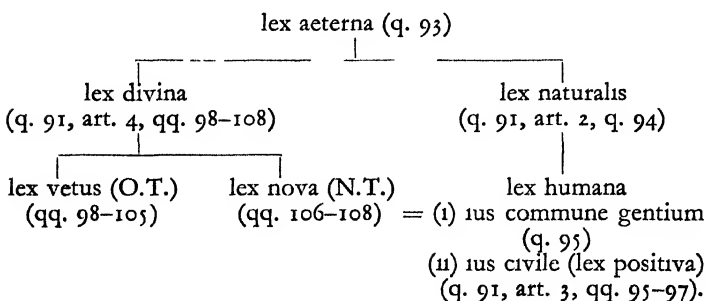 lex aeterna (q. 93)
lex divina lex naturalis
(q. 91, art. 4, qq. 98-108) (q. 91, art. 2, q. 94)
lex vetus (O.T.) lex nova (N.T.) lex humana
(qq. 98-105) (qq. 106-108) = (i) ius commune gentium
(q. 95)
(ii) ius civile (lex positiva)
(q. 91, art. 3, qq. 95-97).